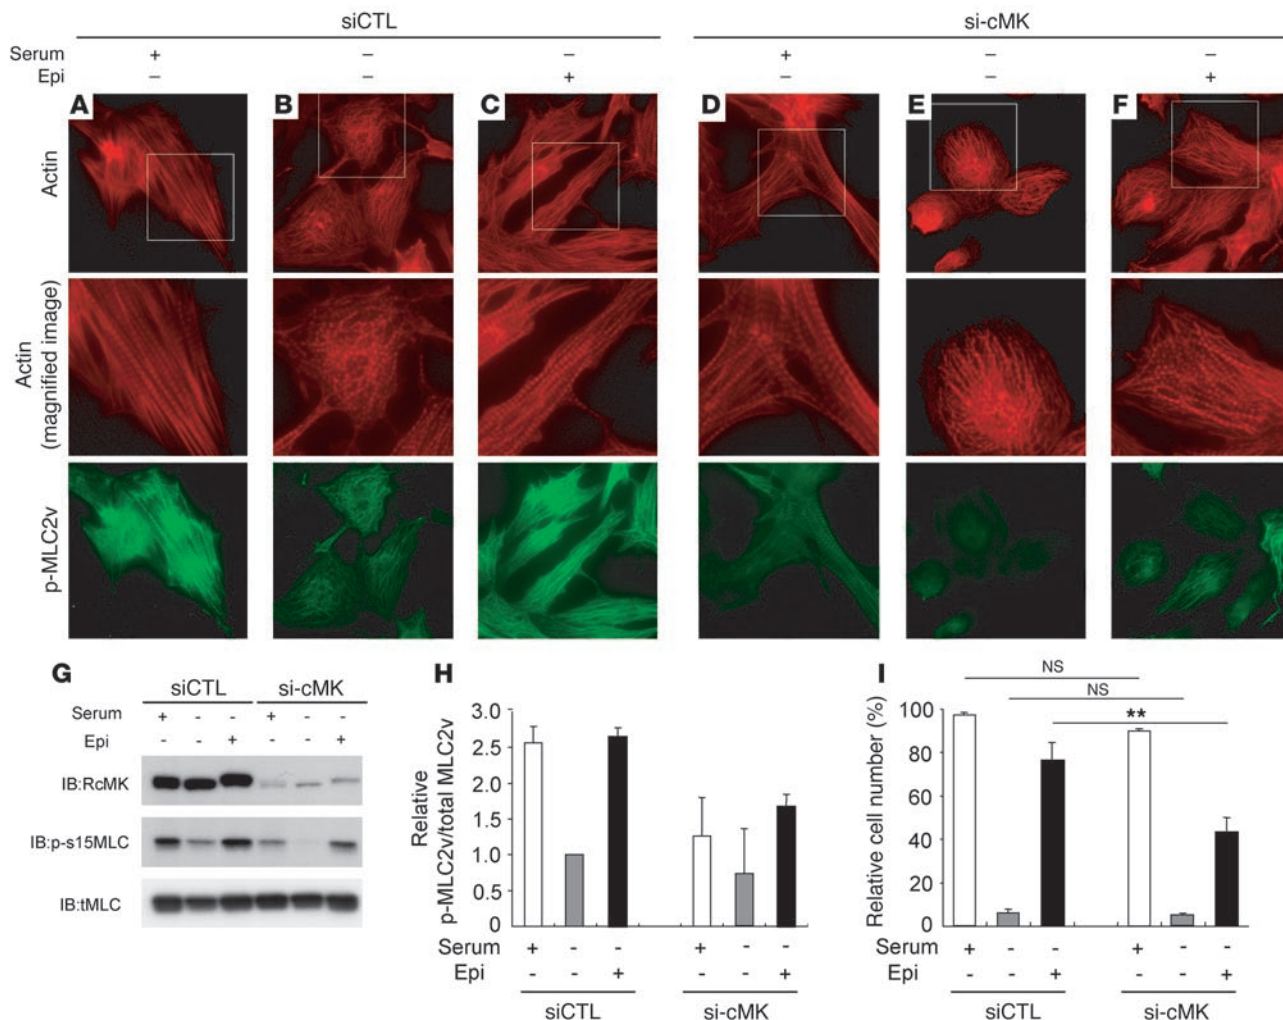 siCTL si-cMK
Serum + – – + – –
Epi – – + – – +
A B C D E F
Actin
Actin
(magnified image)
p-MLC2v
G
siCTL si-cMK
Serum + - - + - -
Epi - - + - - +
IB:RcMK
IB:p-s15MLC
IB:tMLC
H
Relative
p-MLC2v/total MLC2v
3.0
2.5
2.0
1.5
1.0
0.5
0
Serum + - - + - -
Epi - - + - - +
siCTL si-cMK
I
NS
NS
**
Relative cell number (%)
100
80
60
40
20
0
Serum + - - + - -
Epi - - + - - +
siCTL si-cMK